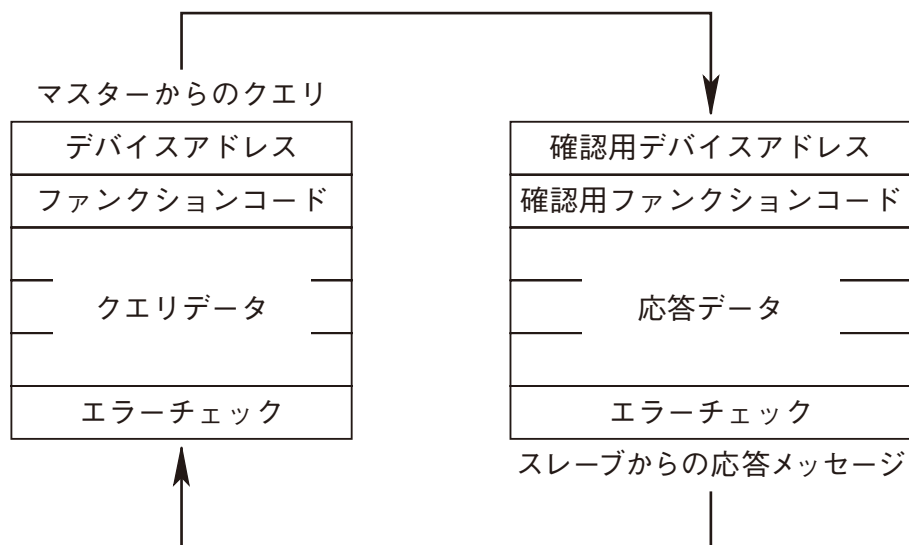 マスターからのクエリ
デバイスアドレス
ファンクションコード
クエリデータ
エラーチェック
確認用デバイスアドレス
確認用ファンクションコード
応答データ
エラーチェック
スレーブからの応答メッセージ